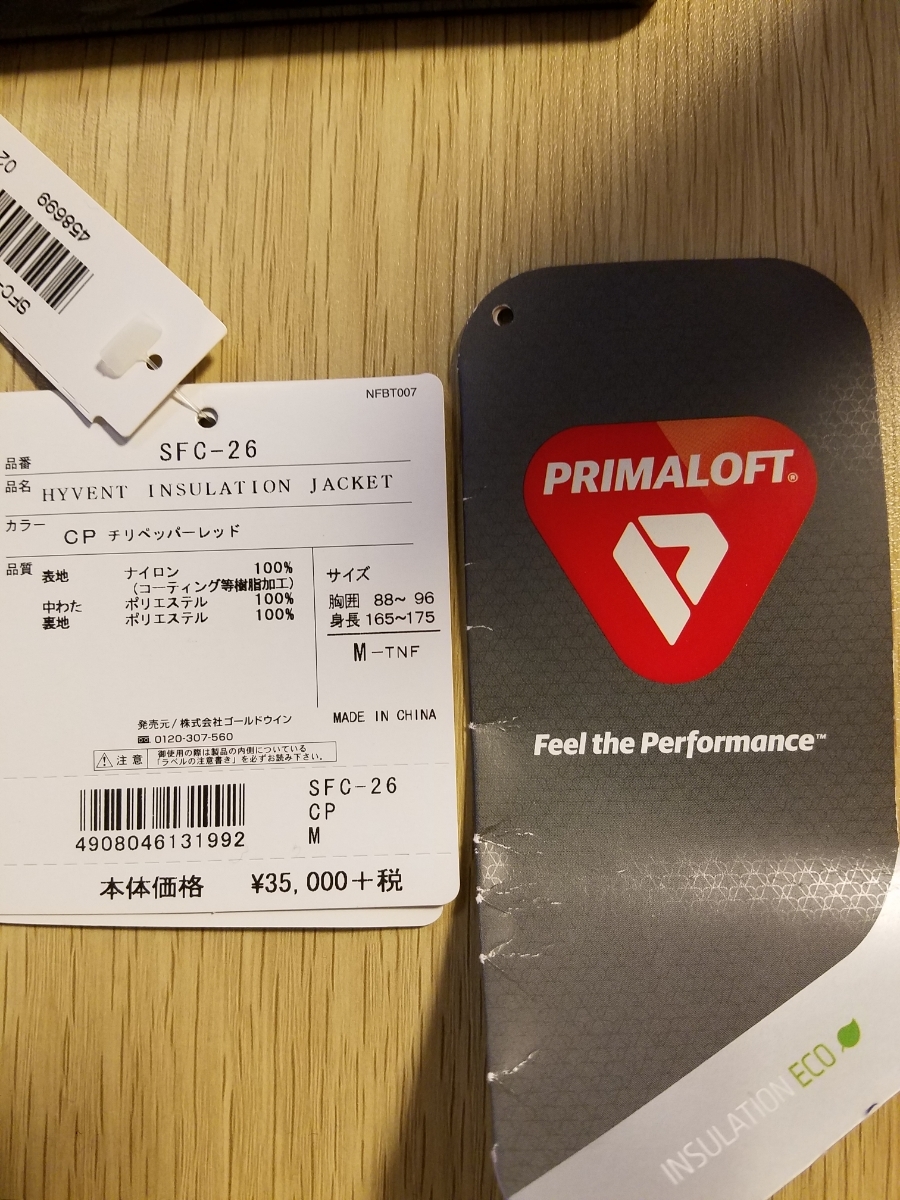 02
458699
SFC-
NFBT007
品番 SFC-26
品名 HYVENT INSULATION JACKET
カラー CP チリペッパーレッド
品質 表地 ナイロン 100%
(コーティング等樹脂加工)
中わた ポリエステル 100%
裏地 ポリエステル 100%
サイズ
胸囲 88~ 96
身長 165~175
M-TNF
MADE IN CHINA
発売元/株式会社ゴールドウイン
0120-307-560
注意 御使用の際は製品の内側についている
「ラベルの注意書き」を必ずお読み下さい。
4908046131992
SFC-26
CP
M
本体価格 ¥35,000+税
PRIMALOFT®
Feel the Performance™
INSULATION ECO